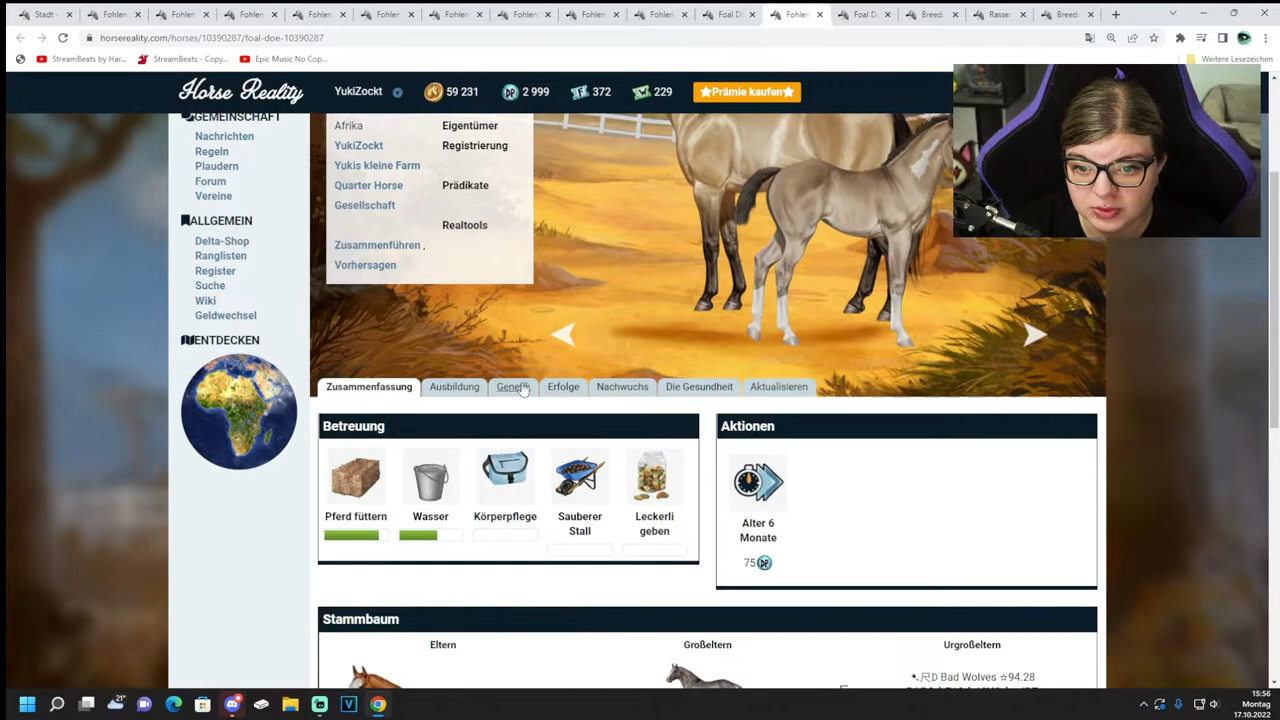 Stadt -
Fohlen
Fohlen
Fohlen
Fohlen
Fohlen
Fohlen
Fohlen
Fohlen
Fohlen
Foal D
Fohlen
Foal D
Breed
Rasse
Breed
horsereality.com/horses/10390287/foal-doe-10390287
StreamBeats by Har...
StreamBeats - Copy...
Epic Music No Cop...
Weitere Lesezeichen
Horse Reality
YukiZockt
59 231
2 999
372
229
Prämie kaufen
GEMEINSCHAFT
Nachrichten
Regeln
Plaudern
Forum
Vereine
ALLGEMEIN
Delta-Shop
Ranglisten
Register
Suche
Wiki
Geldwechsel
ENTDECKEN
Afrika Eigentümer
YukiZockt Registrierung
Yukis kleine Farm
Quarter Horse Prädikate
Gesellschaft
Realtools
Zusammenführen ,
Vorhersagen
Zusammenfassung Ausbildung Genetik Erfolge Nachwuchs Die Gesundheit Aktualisieren
Betreuung
Pferd füttern
Wasser
Körperpflege
Sauberer
Stall
Leckerli
geben
Aktionen
Alter 6
Monate
75 DP
Stammbaum
Eltern Großeltern Urgroßeltern
Bad Wolves ☆94.28
21°
15:56
Montag
17.10.2022